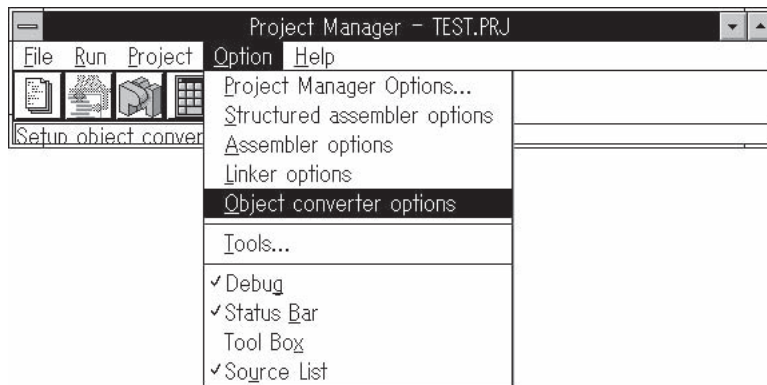 Project Manager - TEST.PRJ
File Run Project Option Help
Project Manager Options...
Structured assembler options
Setup object conver
Assembler options
Linker options
Object converter options
Tools...
✓Debug
✓Status Bar
Tool Box
✓Source List